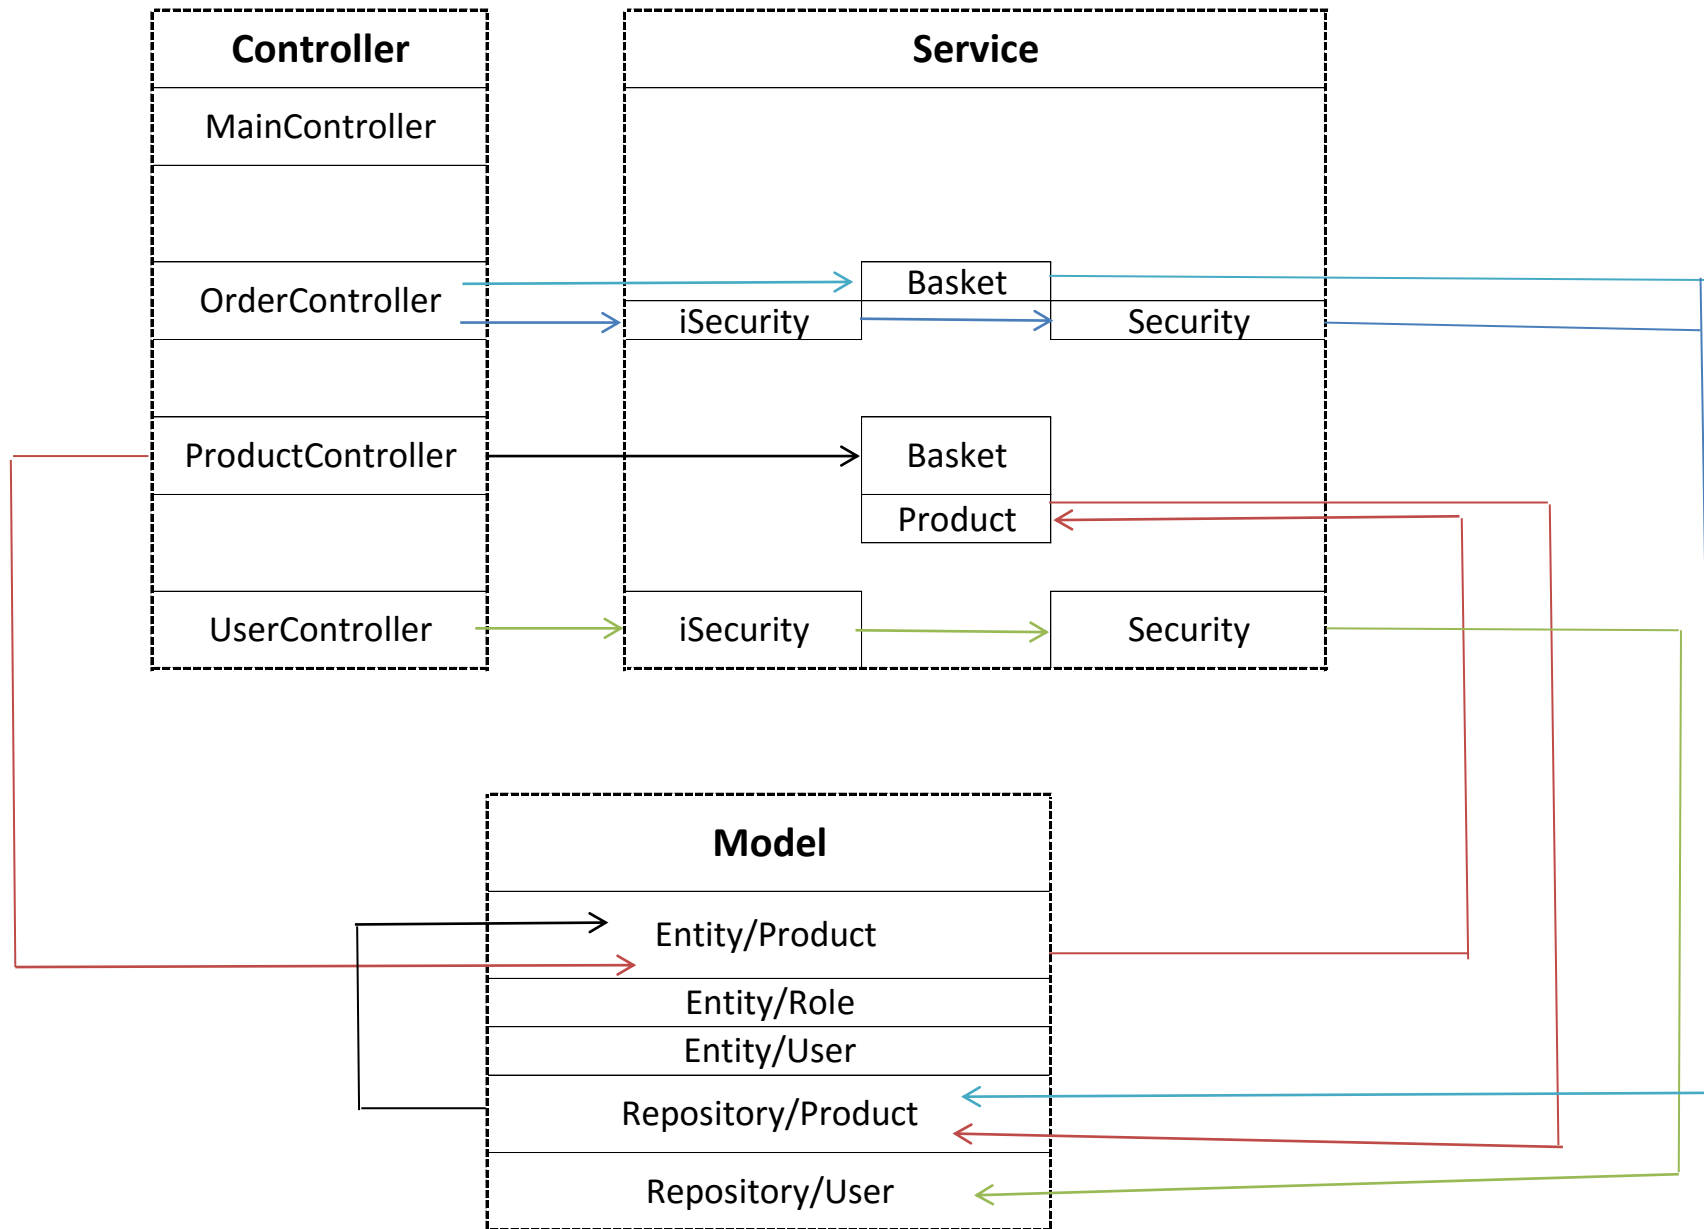 Controller
MainController
OrderController
ProductController
UserController
Service
Basket
iSecurity
Security
Basket
Product
iSecurity
Security
Model
Entity/Product
Entity/Role
Entity/User
Repository/Product
Repository/User